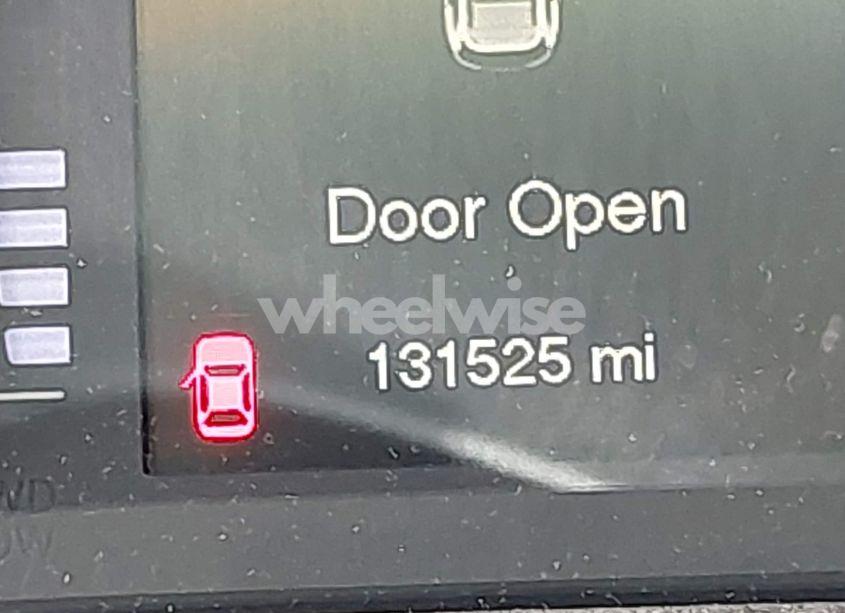 Door Open
wheelwise
131525 mi